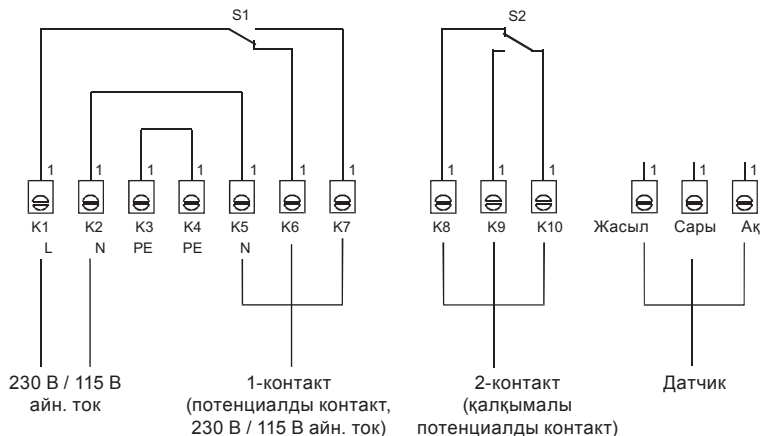 S1 S2
1 1 1 1 1 1 1 1 1 1 1 1 1
K1 K2 K3 K4 K5 K6 K7 K8 K9 K10 Жасыл Сары Ақ
L N PE PE N
230 В / 115 В
айн. ток
1-контакт
(потенциалды контакт,
230 В / 115 В айн. ток)
2-контакт
(қалқымалы
потенциалды контакт)
Датчик